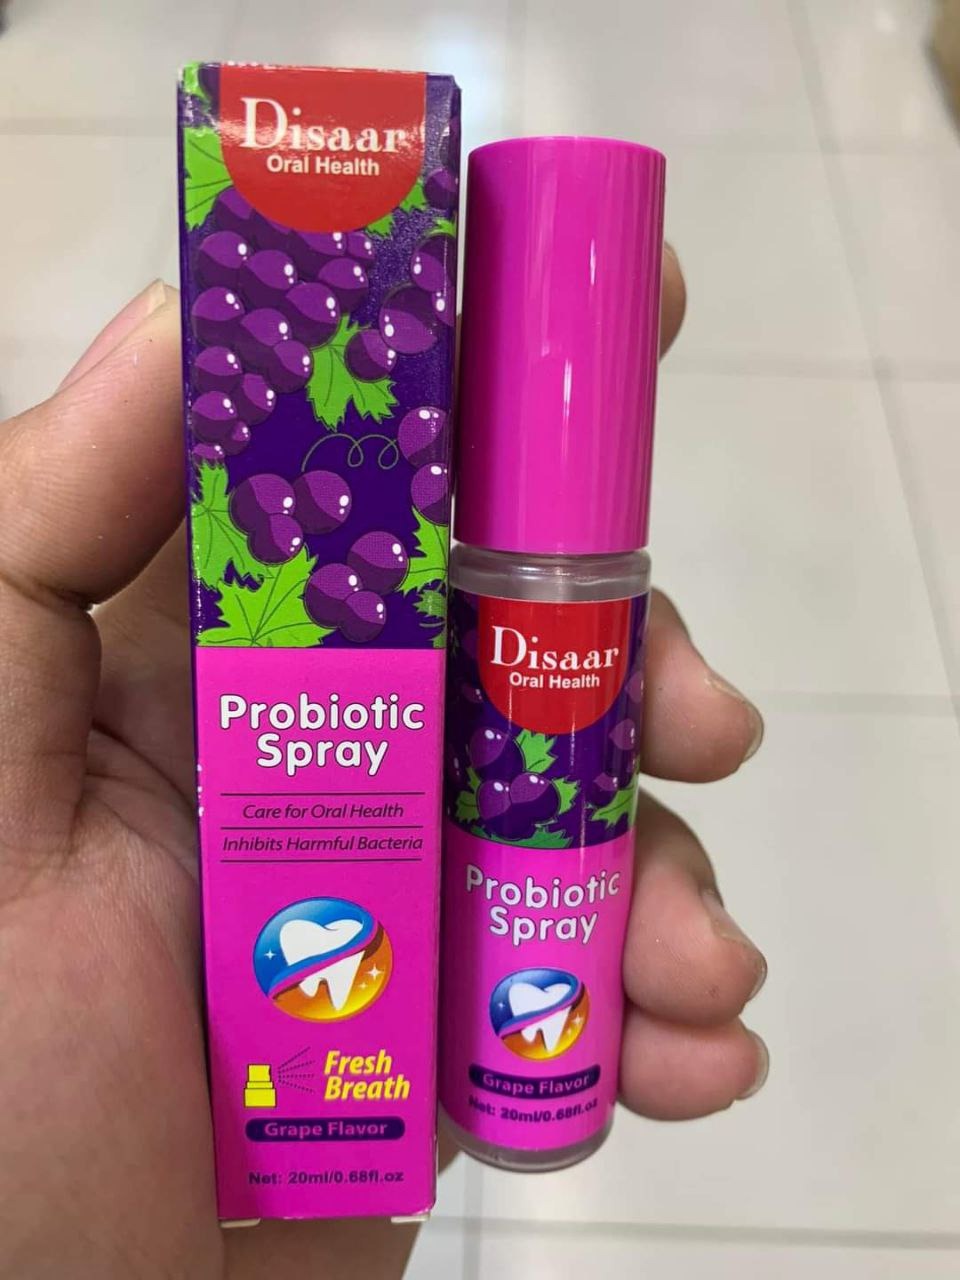 Disaar
Oral Health
Probiotic
Spray
Care for Oral Health
Inhibits Harmful Bacteria
Fresh
Breath
Grape Flavor
Net: 20ml/0.68fl.oz
Disaar
Oral Health
Probiotic
Spray
Grape Flavor
Net: 20ml/0.68fl.oz